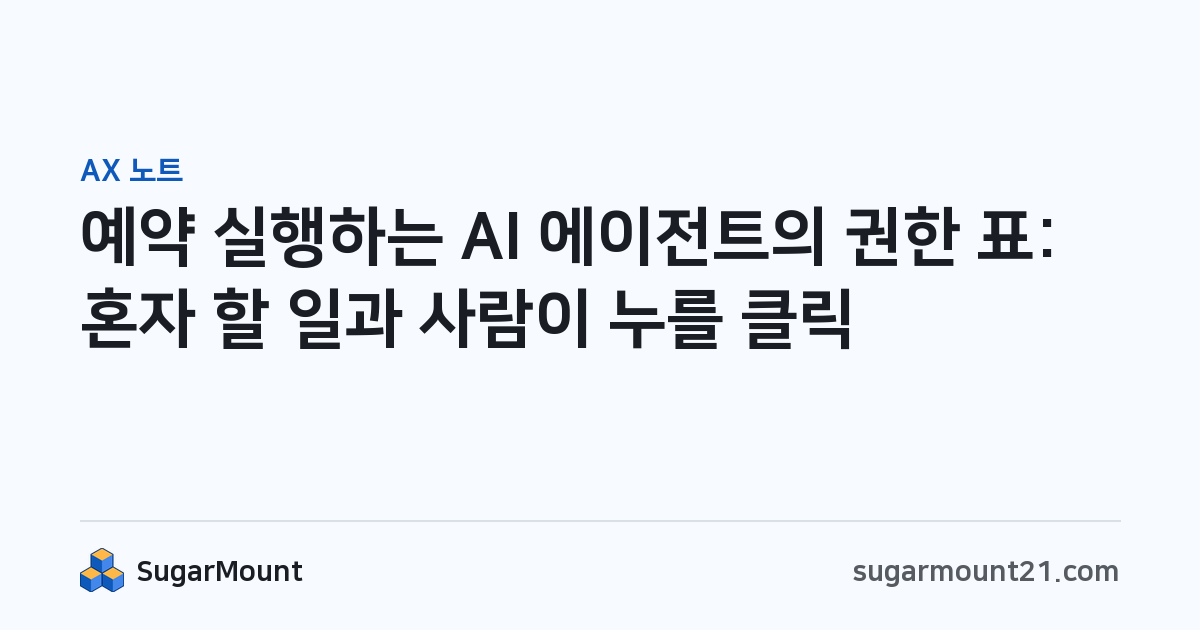 AX 노트
예약 실행하는 AI 에이전트의 권한 표:
혼자 할 일과 사람이 누를 클릭
SugarMount
sugarmount21.com